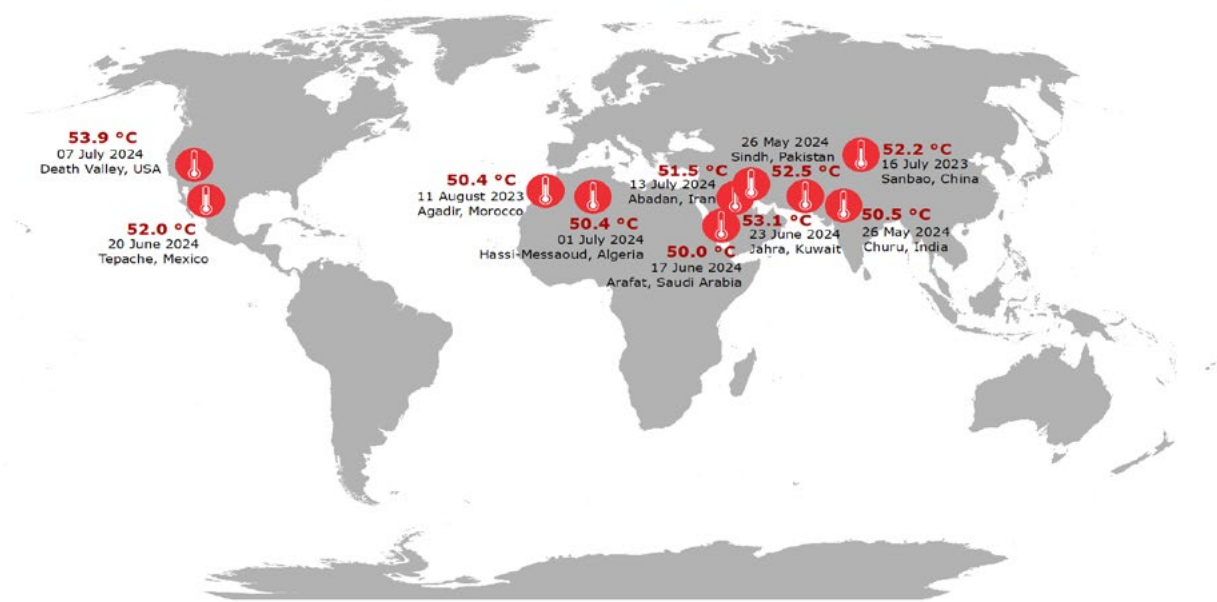 53.9 °C
07 July 2024
Death Valley, USA
52.0 °C
20 June 2024
Tepache, Mexico
50.4 °C
11 August 2023
Agadir, Morocco
50.4 °C
01 July 2024
Hassi-Messaoud, Algeria
51.5 °C
13 July 2024
Abadan, Iran
50.0 °C
17 June 2024
Arafat, Saudi Arabia
26 May 2024
Sindh, Pakistan
52.5 °C
53.1 °C
23 June 2024
Jahra, Kuwait
52.2 °C
16 July 2023
Sanbao, China
50.5 °C
26 May 2024
Churu, India